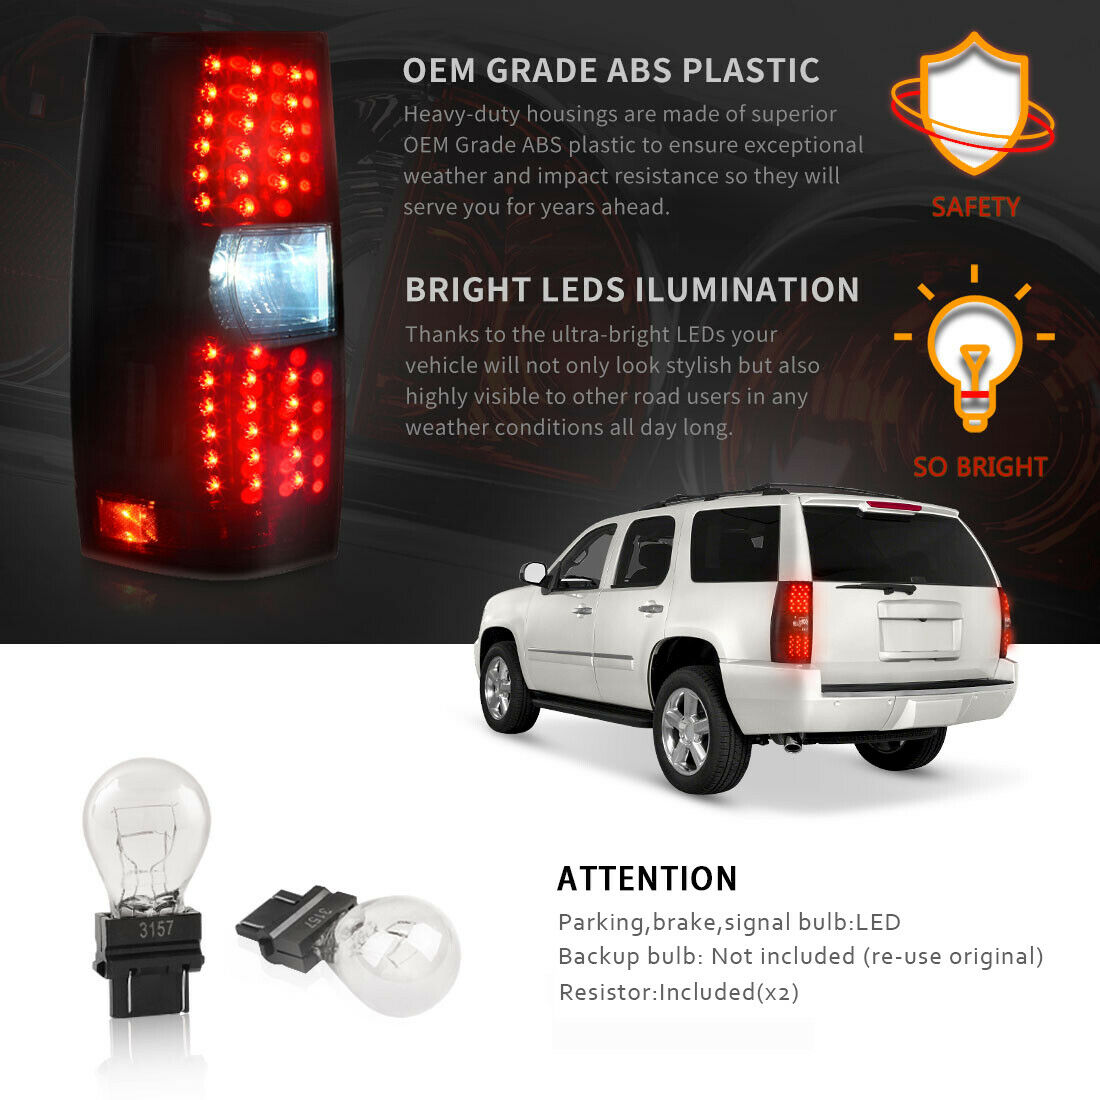 OEM GRADE ABS PLASTIC
Heavy-duty housings are made of superior
OEM Grade ABS plastic to ensure exceptional
weather and impact resistance so they will
serve you for years ahead.
SAFETY
BRIGHT LEDS ILUMINATION
Thanks to the ultra-bright LEDs your
vehicle will not only look stylish but also
highly visible to other road users in any
weather conditions all day long.
SO BRIGHT
3157
3157
ATTENTION
Parking,brake,signal bulb:LED
Backup bulb: Not included (re-use original)
Resistor:Included(x2)